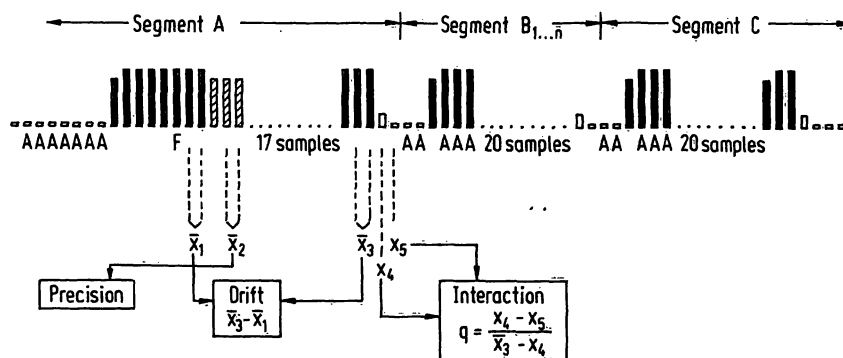 Segment A
Segment B1...n̄
Segment C
AAAAAAA F 17 samples AA AAA 20 samples AA AAA 20 samples
x̄1 x̄2 x̄3 x5
x4
Precision
Drift
x̄3-x̄1
Interaction
q = x4 - x5 / x̄3 - x4